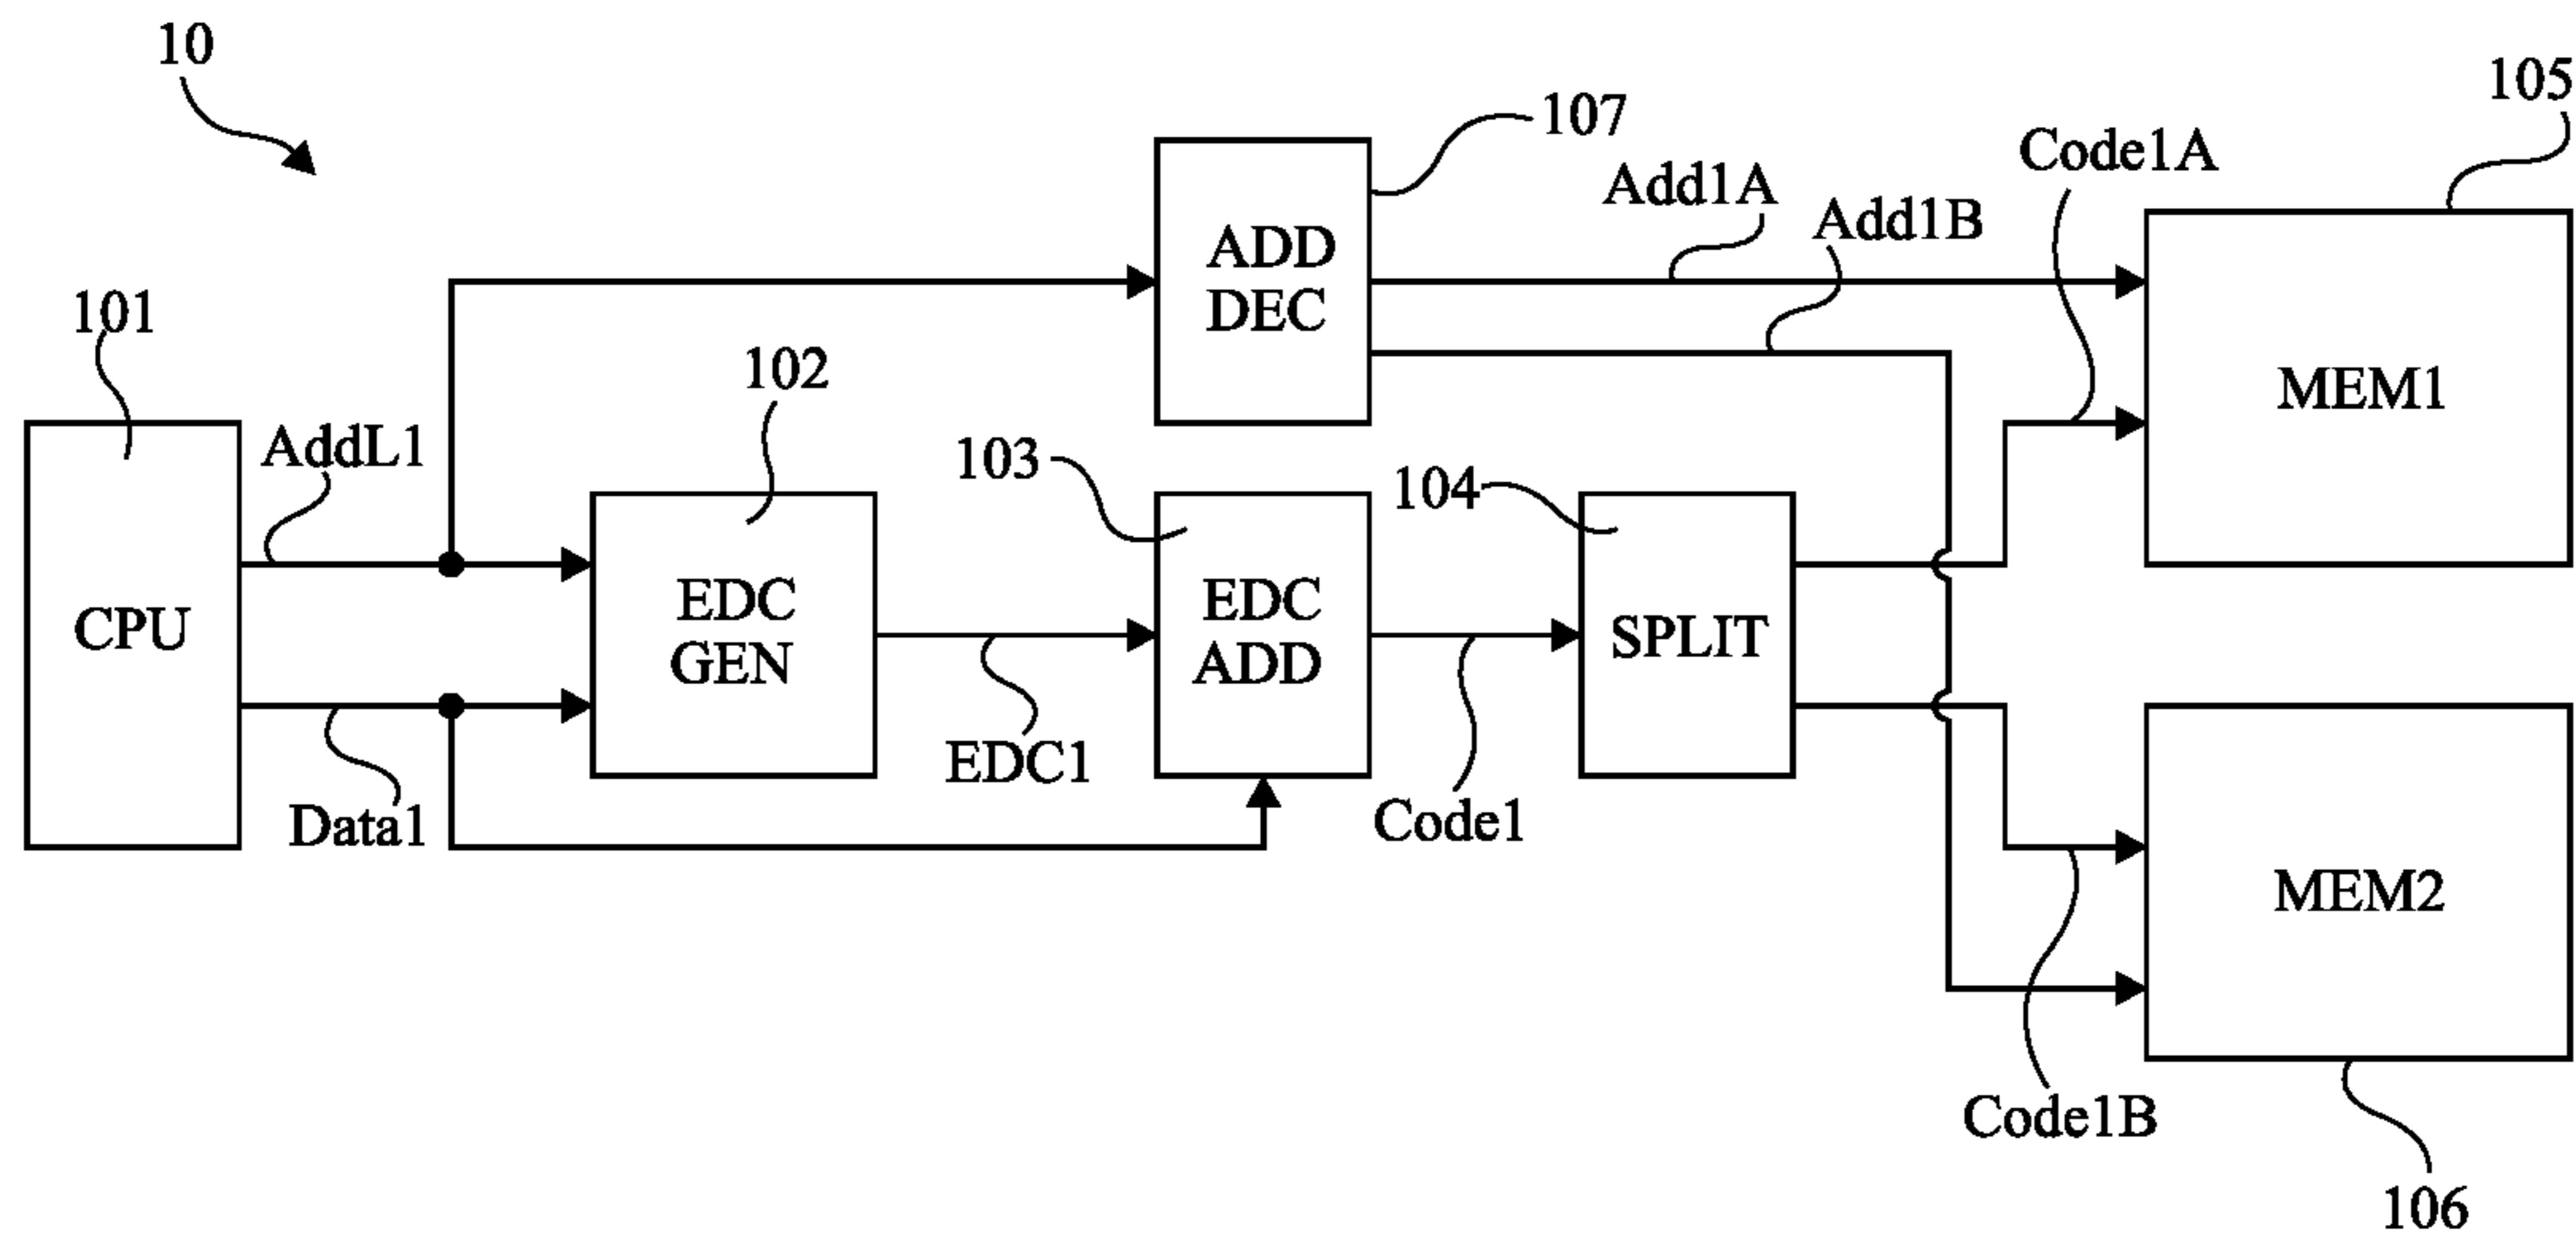 10
105
107
Code1A
Add1A
Add1B
ADD
DEC
101
102
MEM1
AddL1
103
104
EDC
GEN
EDC
ADD
SPLIT
CPU
EDC1
Data1
Code1
MEM2
Code1B
106